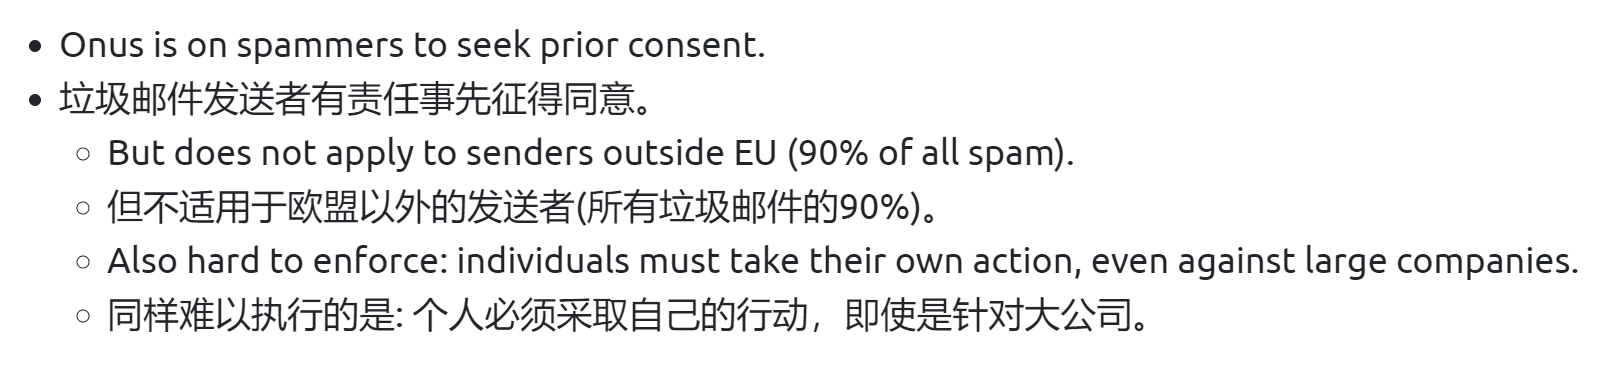 Onus is on spammers to seek prior consent.
垃圾邮件发送者有责任事先征得同意。
But does not apply to senders outside EU (90% of all spam).
但不适用于欧盟以外的发送者(所有垃圾邮件的90%)。
Also hard to enforce: individuals must take their own action, even against large companies.
同样难以执行的是: 个人必须采取自己的行动，即使是针对大公司。